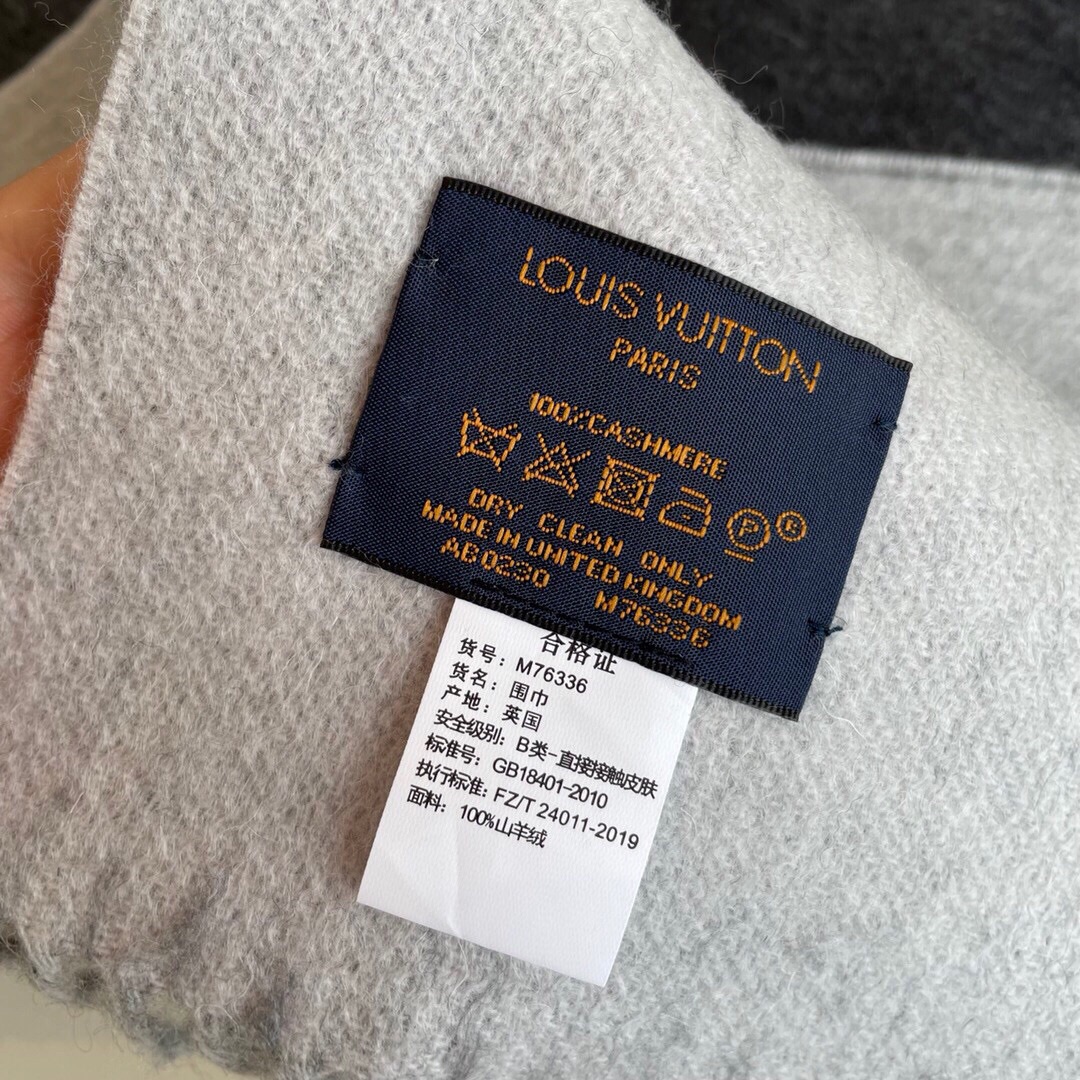 LOUIS VUITTON
PARIS
100%CASHMERE
P
DRY CLEAN ONLY
MADE IN UNITED KINGDOM
AB0230 M76336
合格证
货号: M76336
货名: 围巾
产地: 英国
安全级别: B类-直接接触皮肤
标准号: GB18401-2010
执行标准: FZ/T 24011-2019
面料: 100%山羊绒